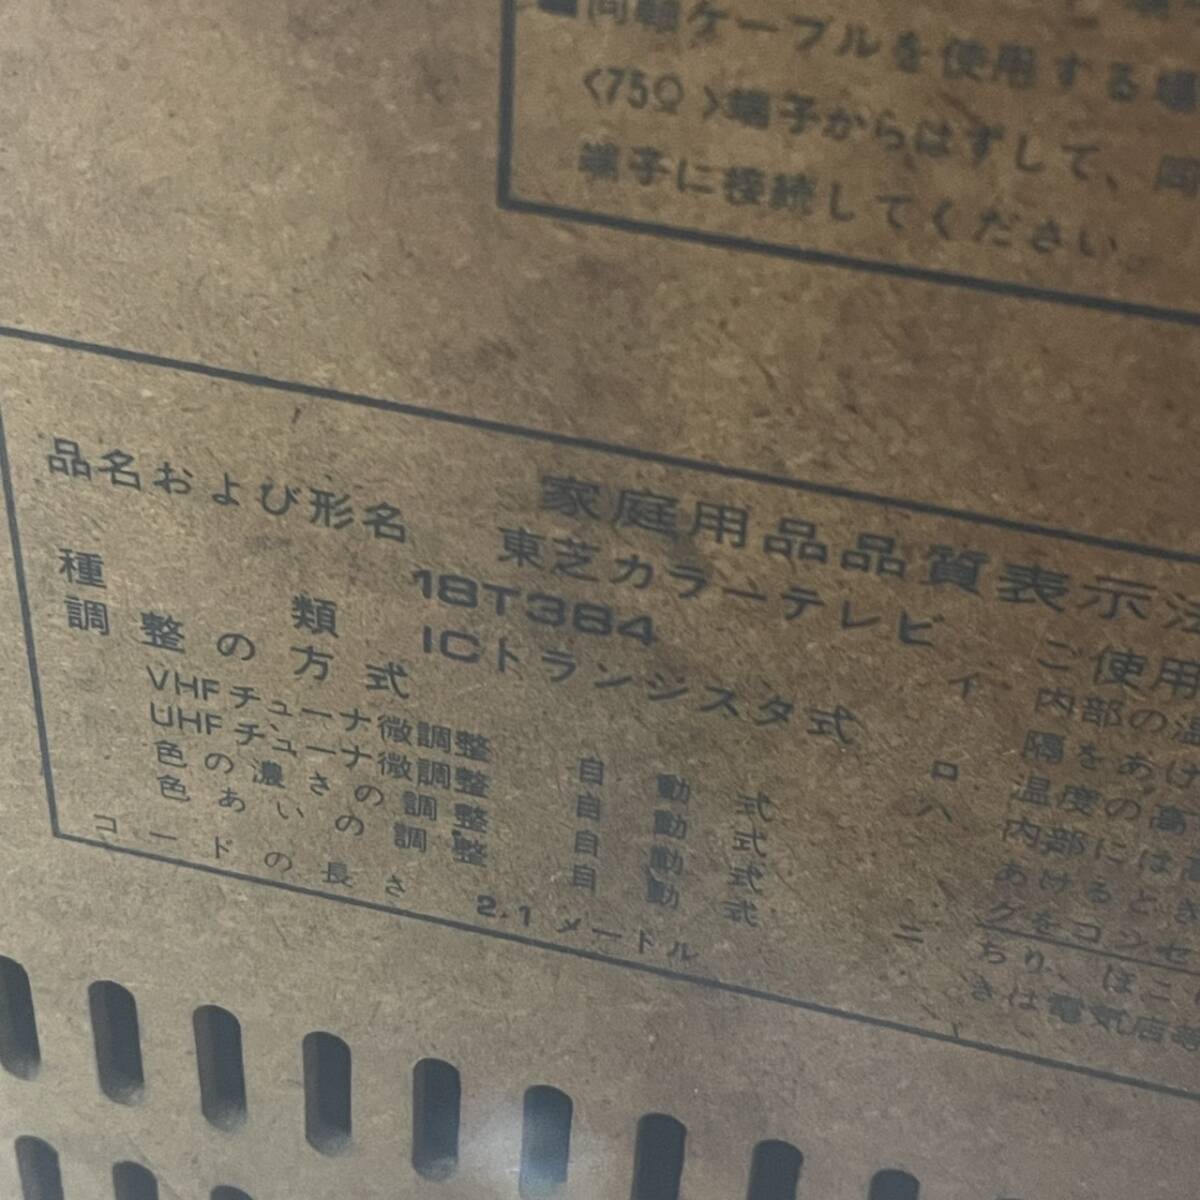 同軸ケーブルを使用する場
〈75Ω〉端子からはずして、同
端子に接続してください。
家庭用品品質表示法
品名および形名 東芝カラーテレビ
18T384
種類 ICトランジスタ式
調整の方式
VHFチューナ微調整 自動式
UHFチューナ微調整 自動式
色の濃さの調整 自動式
色あいの調整 自動式
コードの長さ 2.1メートル
ご使用
イ 内部の温
隔をあけ
ロ 温度の高
ハ 内部には高
あけるとき
グをコンセ
ニ ちり、ほこ
きは電気店等